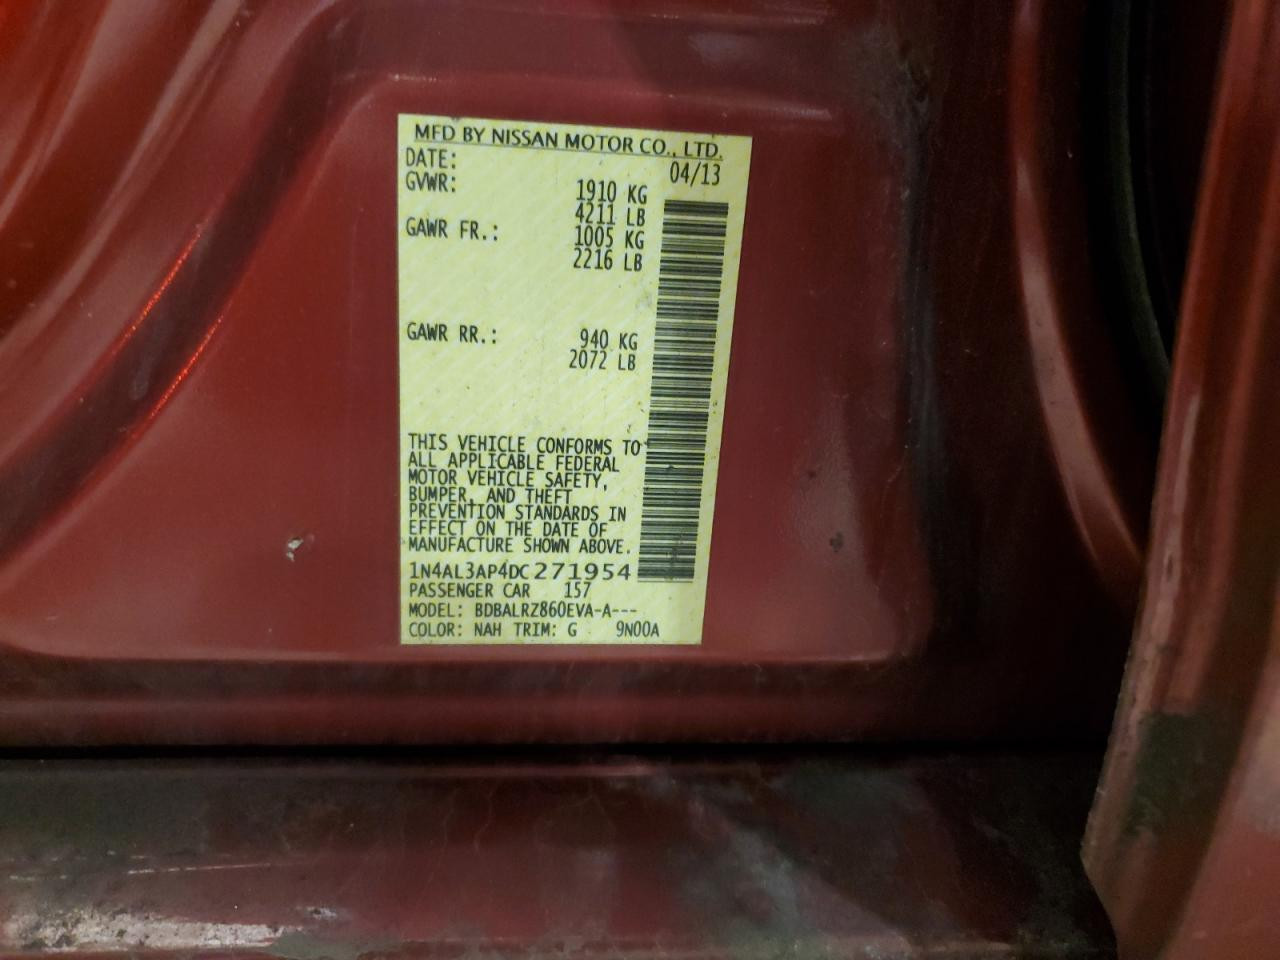 MFD BY NISSAN MOTOR CO., LTD.
DATE: 04/13
GVWR: 1910 KG
4211 LB
GAWR FR.: 1005 KG
2216 LB
GAWR RR.: 940 KG
2072 LB
THIS VEHICLE CONFORMS TO
ALL APPLICABLE FEDERAL
MOTOR VEHICLE SAFETY,
BUMPER, AND THEFT
PREVENTION STANDARDS IN
EFFECT ON THE DATE OF
MANUFACTURE SHOWN ABOVE.
1N4AL3AP4DC271954
PASSENGER CAR 157
MODEL: BDBALRZ860EVA-A---
COLOR: NAH TRIM: G 9N00A